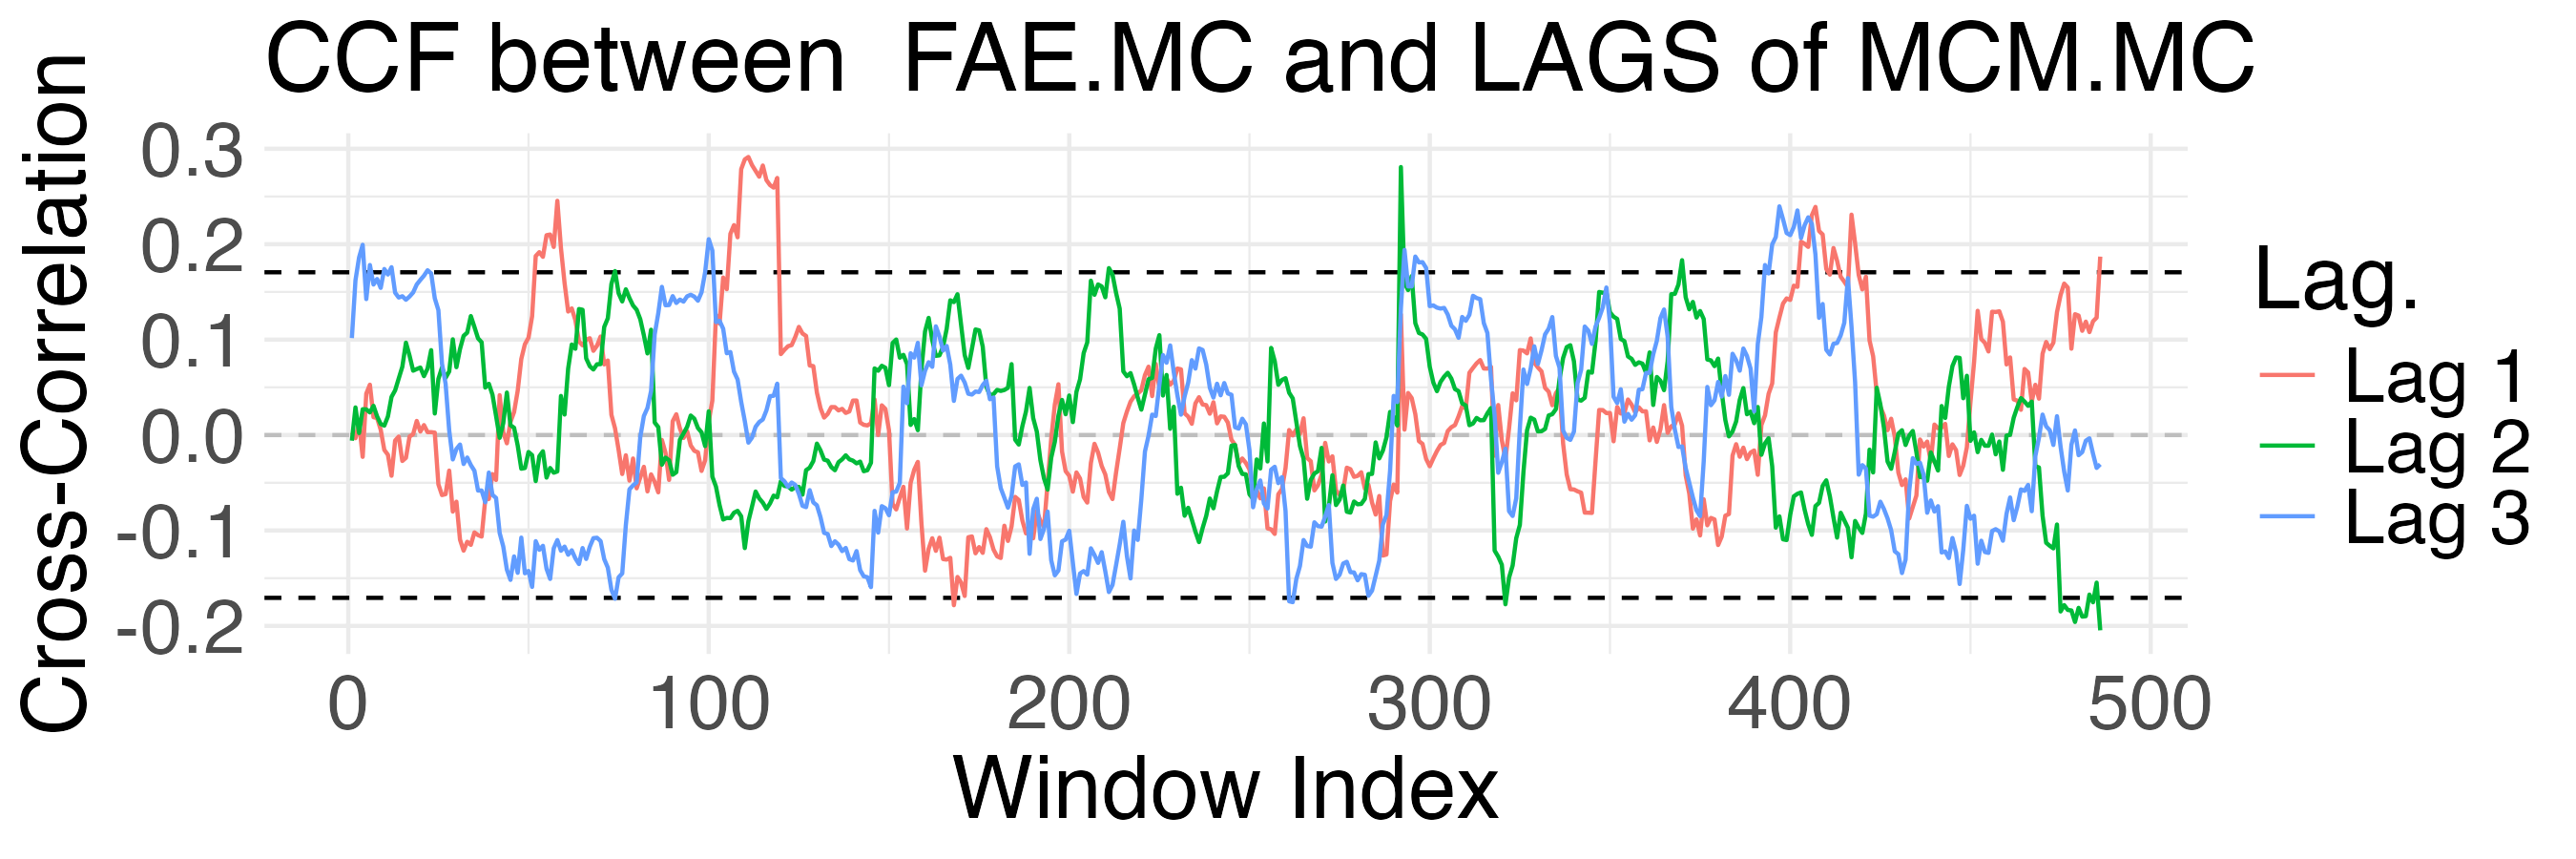 CCF between  FAE.MC and LAGS of MCM.MC
Cross-Correlation
0.3
0.2
0.1
0.0
-0.1
-0.2
0 100 200 300 400 500
Window Index
Lag.
Lag 1
Lag 2
Lag 3